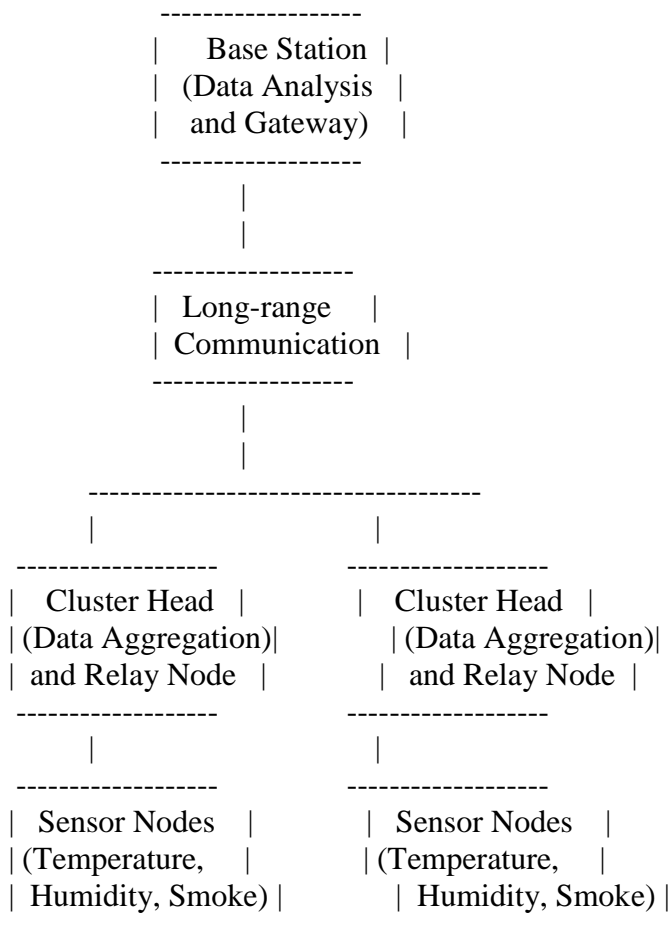 -------------------
| Base Station |
| (Data Analysis |
| and Gateway) |
-------------------
|
|
-------------------
| Long-range |
| Communication |
-------------------
|
|
-------------------------------------
| |
------------------- -------------------
| Cluster Head | | Cluster Head |
| (Data Aggregation)| | (Data Aggregation)|
| and Relay Node | | and Relay Node |
------------------- -------------------
| |
------------------- -------------------
| Sensor Nodes | | Sensor Nodes |
| (Temperature, | | (Temperature, |
| Humidity, Smoke) | | Humidity, Smoke) |